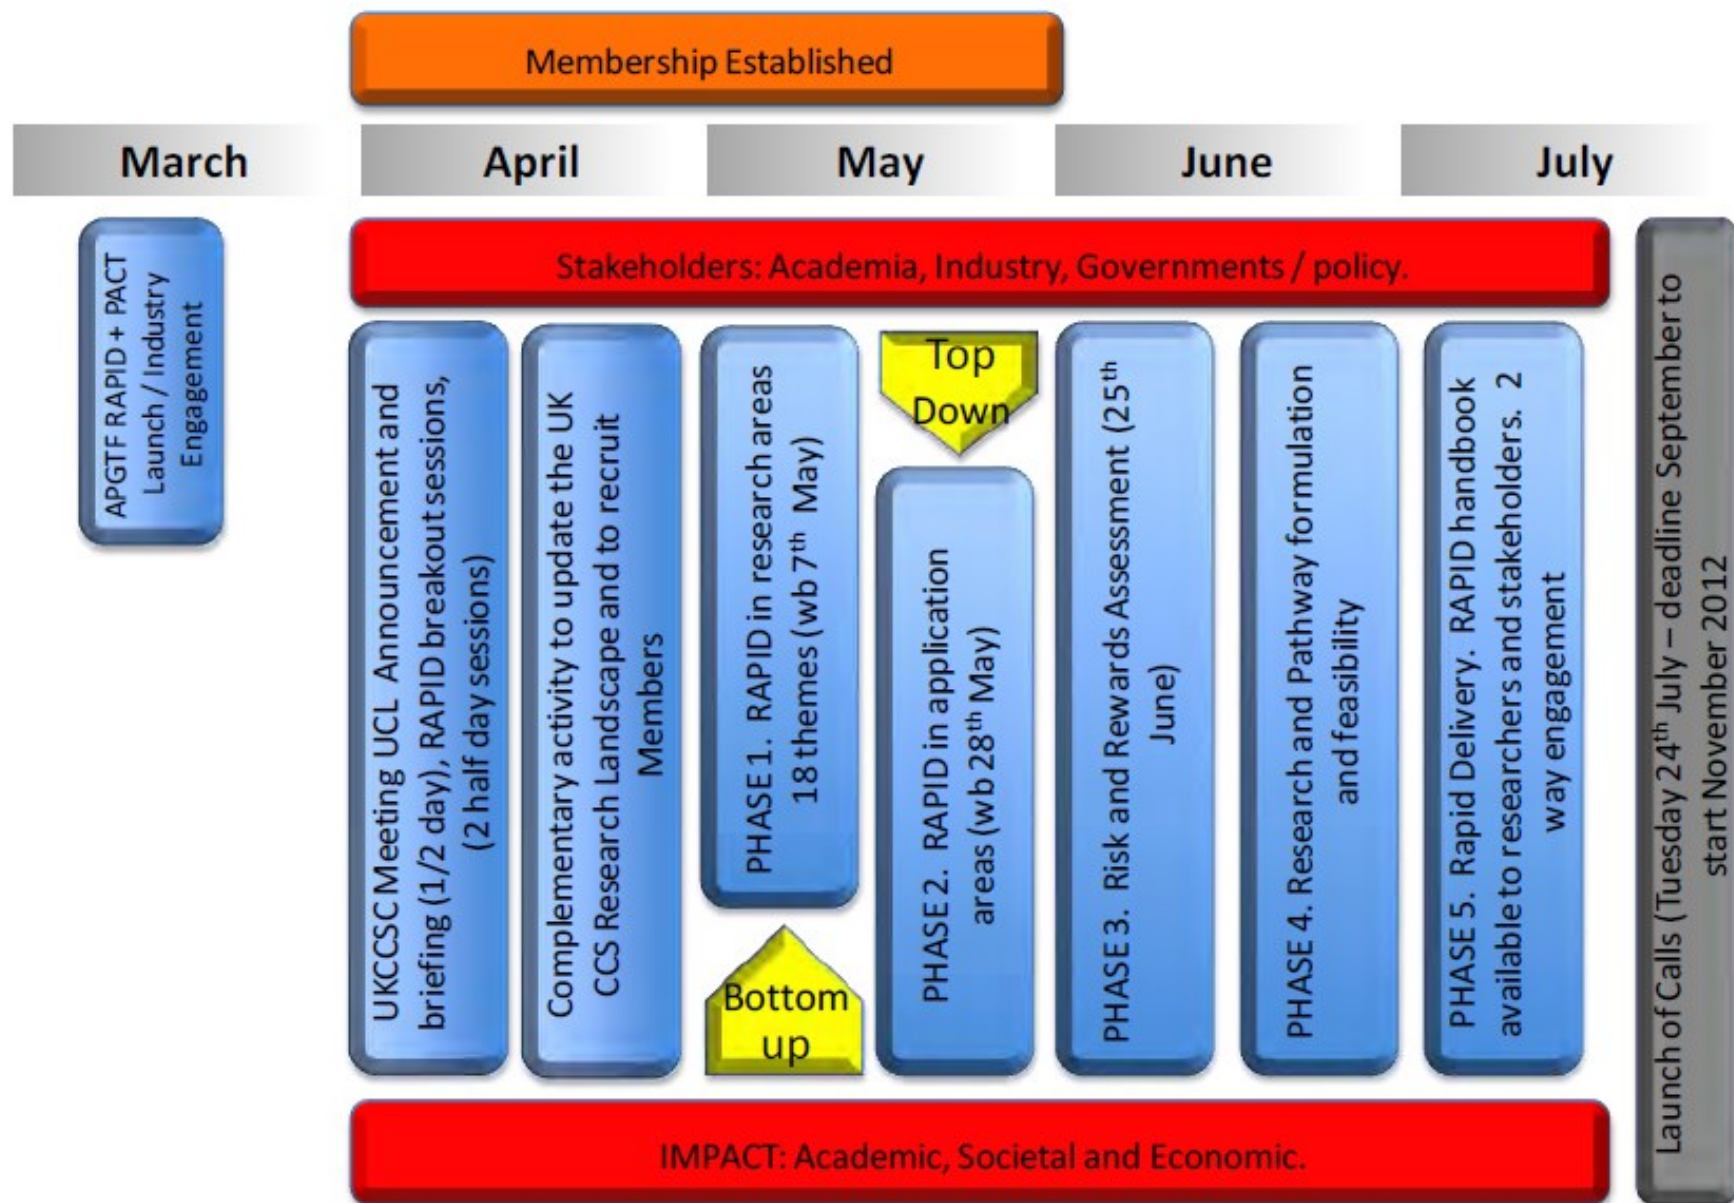 Membership Established
March
April
May
June
July
APGTF RAPID + PACT
Launch / Industry
Engagement
Stakeholders: Academia, Industry, Governments / policy.
UKCCSC Meeting UCL Announcement and
briefing (1/2 day), RAPID breakout sessions,
(2 half day sessions)
Complementary activity to update the UK
CCS Research Landscape and to recruit
Members
PHASE 1. RAPID in research areas
18 themes (wb 7th May)
Bottom
up
Top
Down
PHASE 2. RAPID in application
areas (wb 28th May)
PHASE 3. Risk and Rewards Assessment (25th
June)
PHASE 4. Research and Pathway formulation
and feasibility
PHASE 5. Rapid Delivery. RAPID handbook
available to researchers and stakeholders. 2
way engagement
Launch of Calls (Tuesday 24th July – deadline September to
start November 2012
IMPACT: Academic, Societal and Economic.